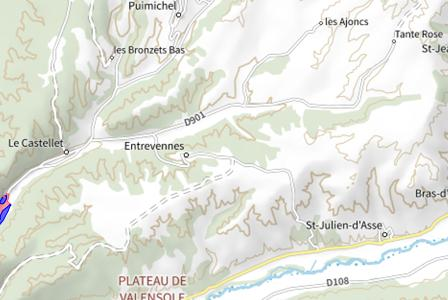 Puimichel
les Ajoncs
Tante Rose
St-Jea
les Bronzets Bas
D901
Le Castellet
Entrevennes
Bras-d'
St-Julien-d'Asse
PLATEAU DE
VALENSOLE
D108